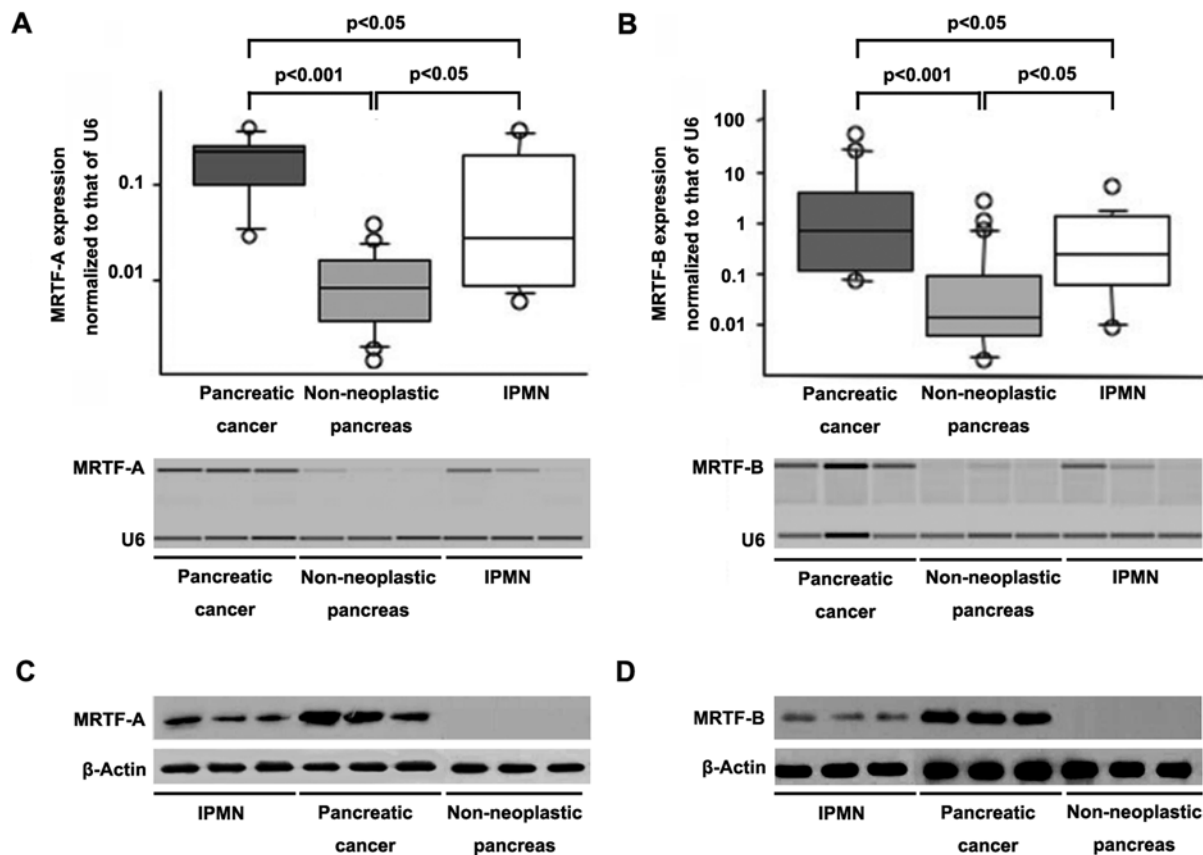 A
p<0.05
p<0.001
p<0.05
MRTF-A expression
normalized to that of U6
0.1
0.01
Pancreatic
cancer
Non-neoplastic
pancreas
IPMN
MRTF-A
U6
Pancreatic
cancer
Non-neoplastic
pancreas
IPMN
B
p<0.05
p<0.001
p<0.05
MRTF-B expression
normalized to that of U6
100
10
1
0.1
0.01
Pancreatic
cancer
Non-neoplastic
pancreas
IPMN
MRTF-B
U6
Pancreatic
cancer
Non-neoplastic
pancreas
IPMN
C
MRTF-A
β-Actin
IPMN
Pancreatic
cancer
Non-neoplastic
pancreas
D
MRTF-B
β-Actin
IPMN
Pancreatic
cancer
Non-neoplastic
pancreas